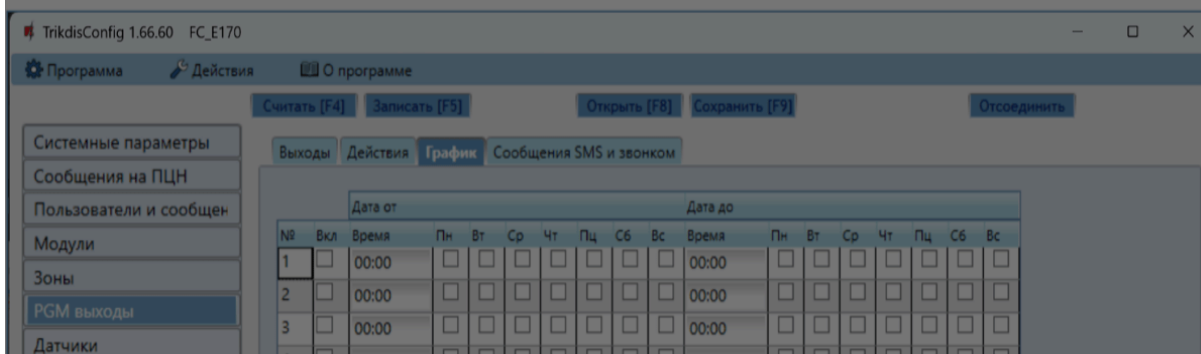 TrikdisConfig 1.66.60 FC_E170
Программа Действия О программе
Считать [F4] Записать [F5] Открыть [F8] Сохранить [F9] Отсоединить
Системные параметры
Сообщения на ПЦН
Пользователи и сообщен
Модули
Зоны
PGM выходы
Датчики
Выходы Действия График Сообщения SMS и звонком
Дата от Дата до
№ Вкл Время Пн Вт Ср Чт Пц Сб Вс Время Пн Вт Ср Чт Пц Сб Вс
1 00:00 00:00
2 00:00 00:00
3 00:00 00:00